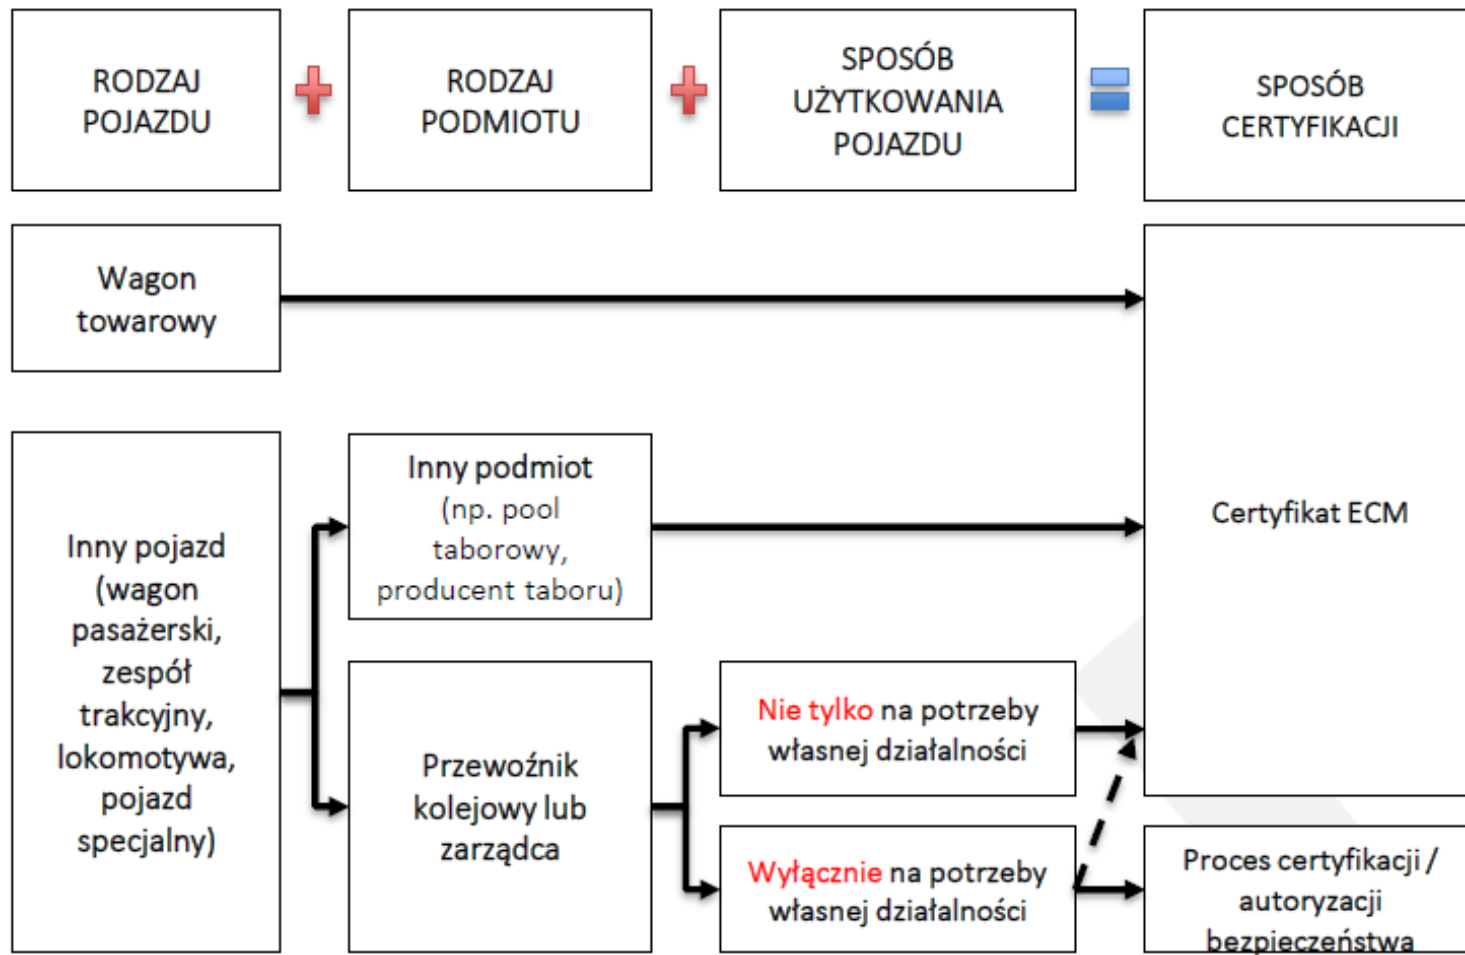 RODZAJ
POJAZDU
RODZAJ
PODMIOTU
SPOSÓB
UŻYTKOWANIA
POJAZDU
SPOSÓB
CERTYFIKACJI
Wagon
towarowy
Inny pojazd
(wagon
pasażerski,
zespół
trakcyjny,
lokomotywa,
pojazd
specjalny)
Inny podmiot
(np. pool
taborowy,
producent taboru)
Przewoźnik
kolejowy lub
zarządca
Nie tylko na potrzeby
własnej działalności
Wyłącznie na potrzeby
własnej działalności
Certyfikat ECM
Proces certyfikacji /
autoryzacji
bezpieczeństwa